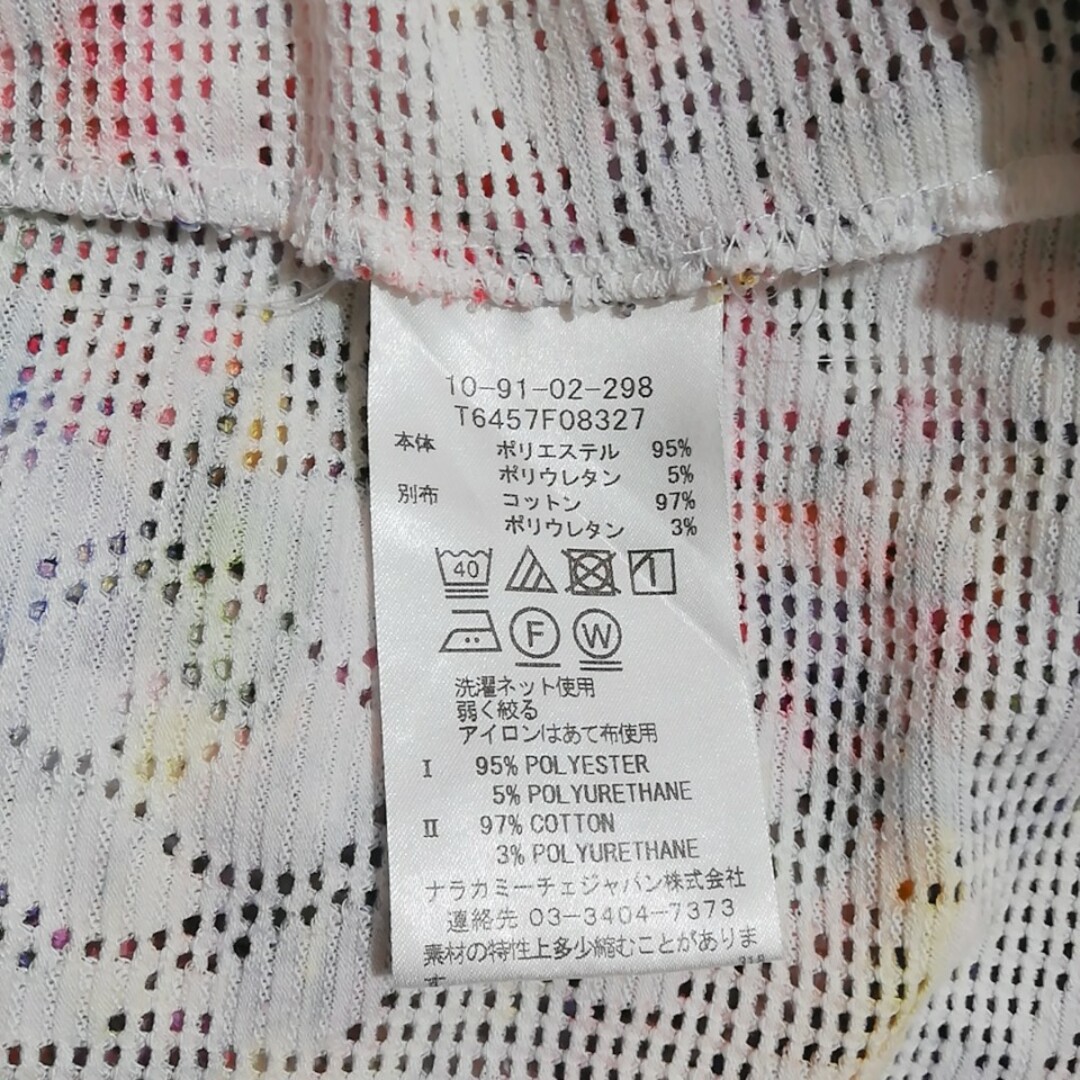 10-91-02-298
T6457F08327
本体 ポリエステル 95%
ポリウレタン 5%
別布 コットン 97%
ポリウレタン 3%
40
F W
洗濯ネット使用
弱く絞る
アイロンはあて布使用
I 95% POLYESTER
5% POLYURETHANE
II 97% COTTON
3% POLYURETHANE
ナラカミーチェジャパン株式会社
連絡先 03-3404-7373
素材の特性上多少縮むことがありま
す